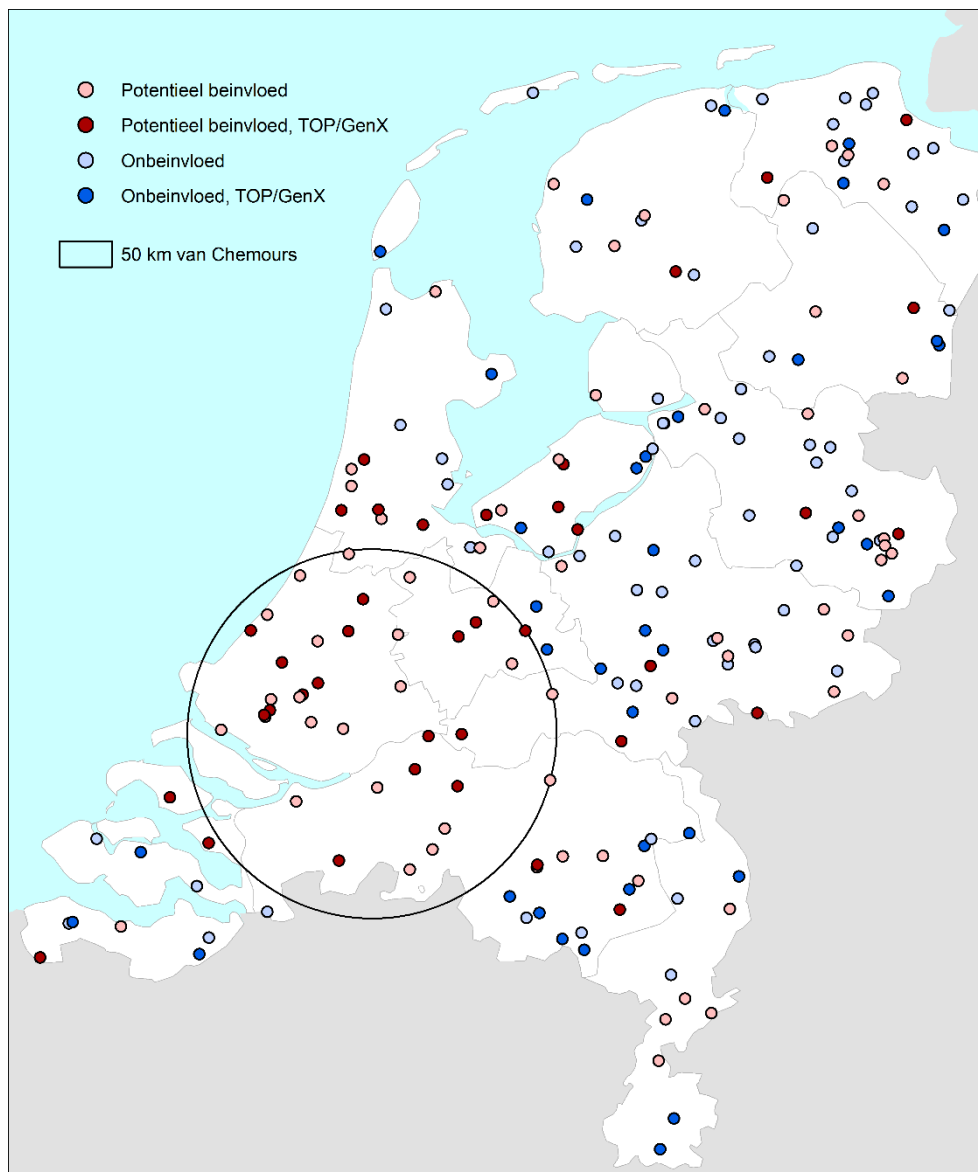 Potentieel beinvloed
Potentieel beinvloed, TOP/GenX
Onbeinvloed
Onbeinvloed, TOP/GenX
50 km van Chemours